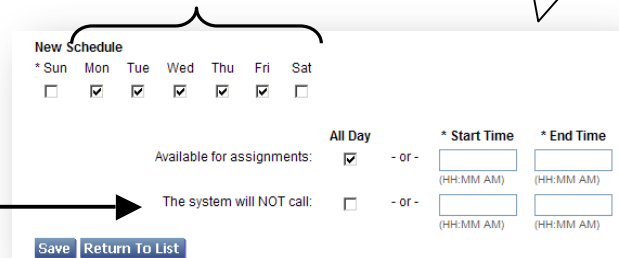 New Schedule
* Sun Mon Tue Wed Thu Fri Sat
All Day * Start Time * End Time
Available for assignments: - or -
(HH:MM AM) (HH:MM AM)
The system will NOT call: - or -
(HH:MM AM) (HH:MM AM)
Save Return To List